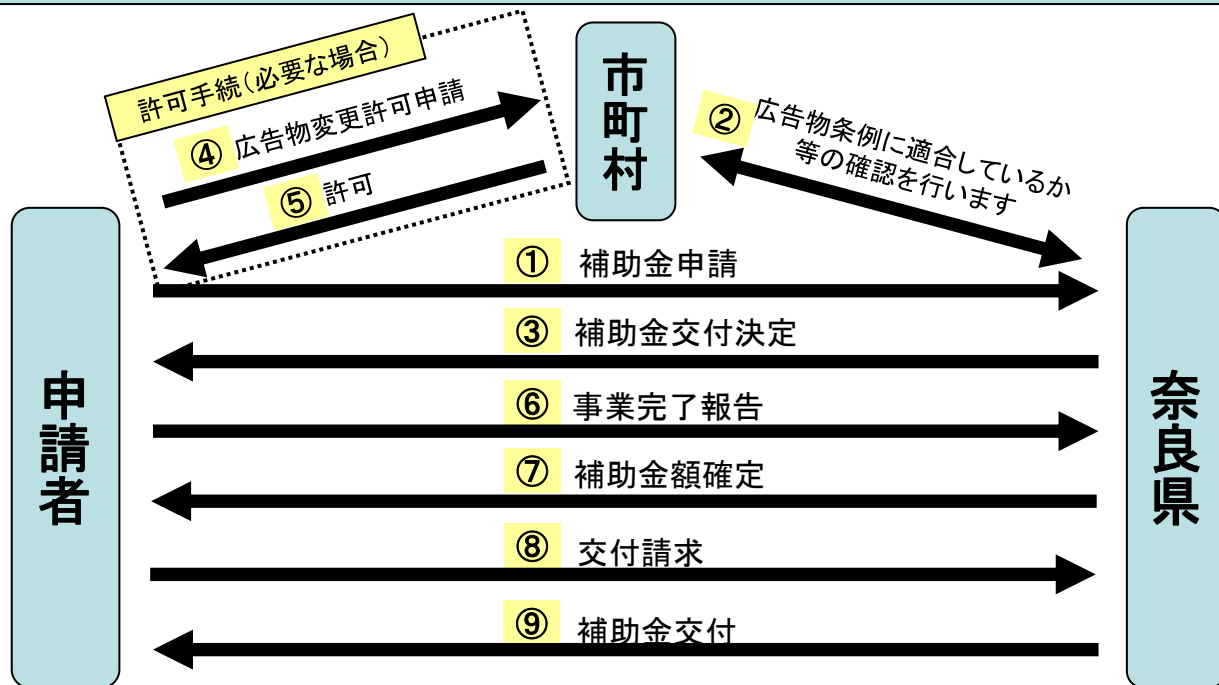 許可手続(必要な場合)
④ 広告物変更許可申請
⑤ 許可
市町村
② 広告物条例に適合しているか
等の確認を行います
申請者
奈良県
① 補助金申請
③ 補助金交付決定
⑥ 事業完了報告
⑦ 補助金額確定
⑧ 交付請求
⑨ 補助金交付